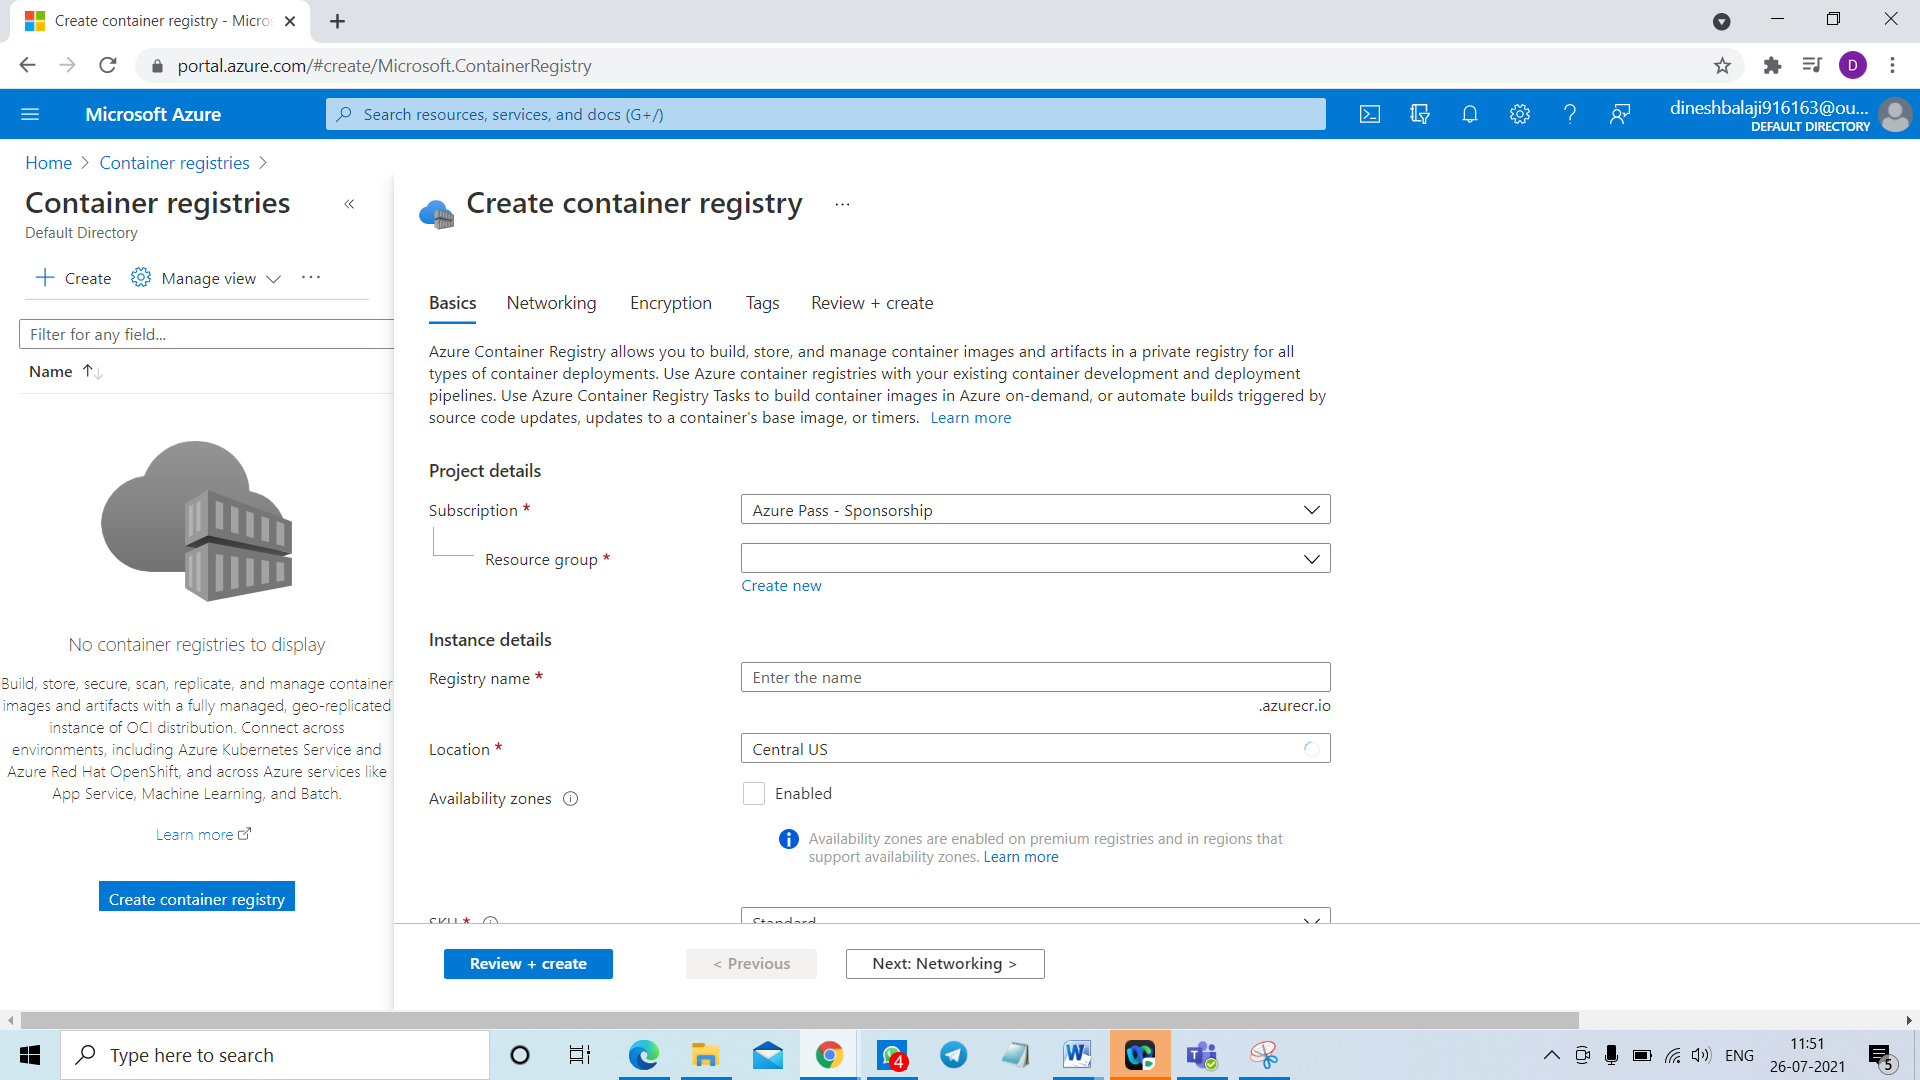 Create container registry - Micro
portal.azure.com/#create/Microsoft.ContainerRegistry
D
Microsoft Azure
Search resources, services, and docs (G+/)
dineshbalaji916163@ou...
DEFAULT DIRECTORY
Home > Container registries >
Container registries
Default Directory
Create
Manage view
Filter for any field...
Name
No container registries to display
Build, store, secure, scan, replicate, and manage container
images and artifacts with a fully managed, geo-replicated
instance of OCI distribution. Connect across
environments, including Azure Kubernetes Service and
Azure Red Hat OpenShift, and across Azure services like
App Service, Machine Learning, and Batch.
Learn more
Create container registry
Create container registry
...
Basics
Networking
Encryption
Tags
Review + create
Azure Container Registry allows you to build, store, and manage container images and artifacts in a private registry for all
types of container deployments. Use Azure container registries with your existing container development and deployment
pipelines. Use Azure Container Registry Tasks to build container images in Azure on-demand, or automate builds triggered by
source code updates, updates to a container's base image, or timers. Learn more
Project details
Subscription *
Azure Pass - Sponsorship
Resource group *
Create new
Instance details
Registry name *
Enter the name
.azurecr.io
Location *
Central US
Availability zones
Enabled
Availability zones are enabled on premium registries and in regions that
support availability zones. Learn more
SKU *
Standard
Review + create
< Previous
Next: Networking >
Type here to search
4
ENG
11:51
26-07-2021
5